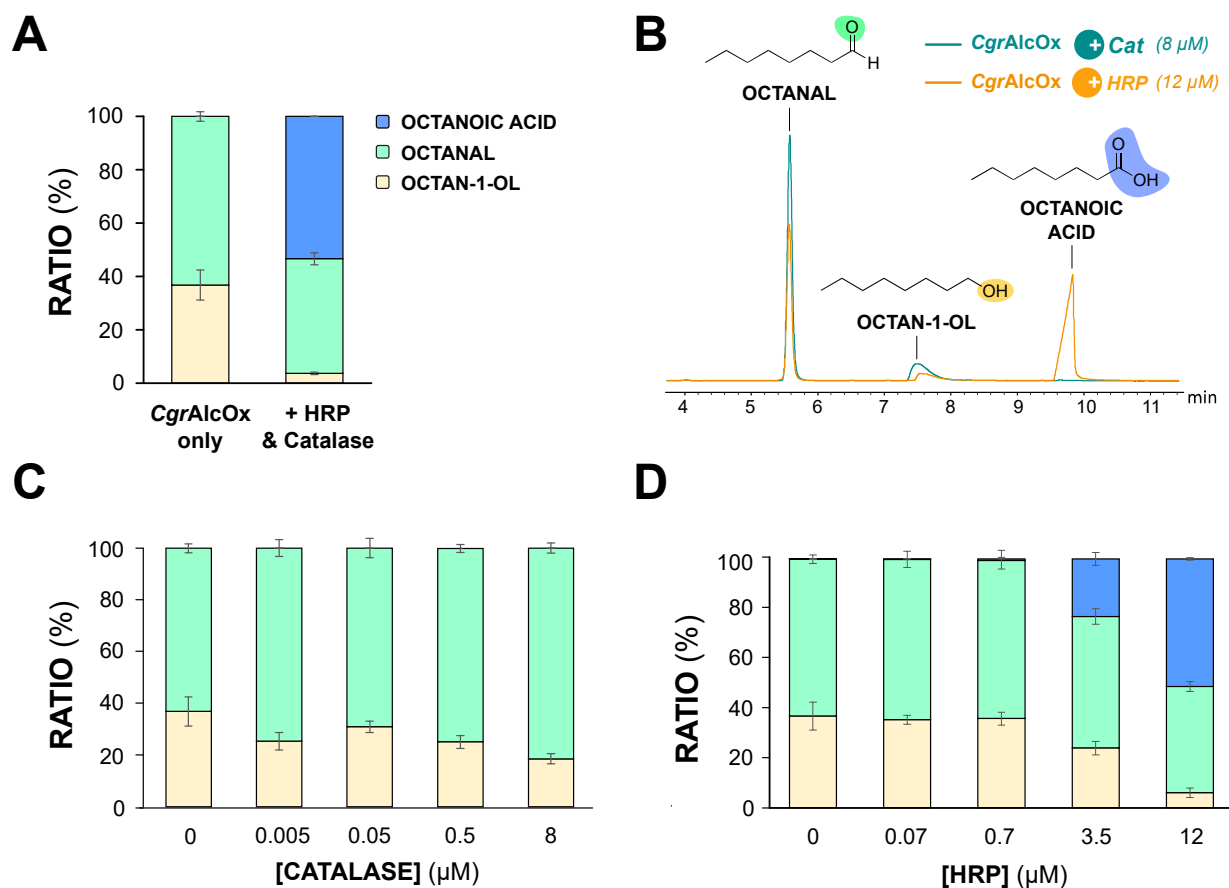 A
RATIO (%)
100
80
60
40
20
0
CgrAlcOx
only
+ HRP
& Catalase
OCTANOIC ACID
OCTANAL
OCTAN-1-OL
B
O
H
OCTANAL
CgrAlcOx + Cat (8 µM)
CgrAlcOx + HRP (12 µM)
O
OH
OCTANOIC
ACID
OH
OCTAN-1-OL
4 5 6 7 8 9 10 11 min
C
RATIO (%)
100
80
60
40
20
0
0 0.005 0.05 0.5 8
[CATALASE] (µM)
D
RATIO (%)
100
80
60
40
20
0
0 0.07 0.7 3.5 12
[HRP] (µM)